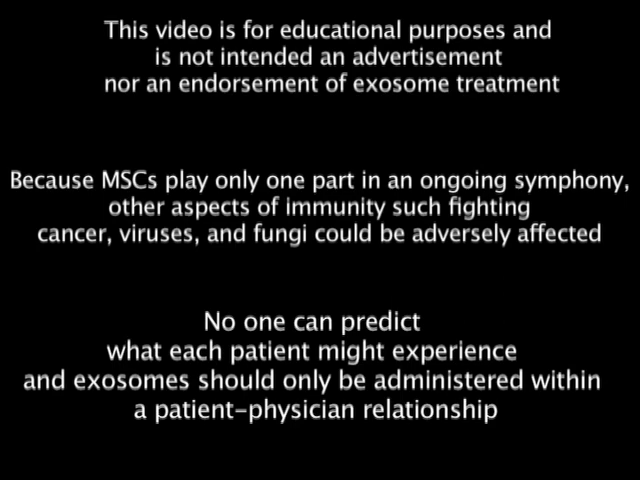 This video is for educational purposes and
is not intended an advertisement
nor an endorsement of exosome treatment
Because MSCs play only one part in an ongoing symphony,
other aspects of immunity such fighting
cancer, viruses, and fungi could be adversely affected
No one can predict
what each patient might experience
and exosomes should only be administered within
a patient-physician relationship